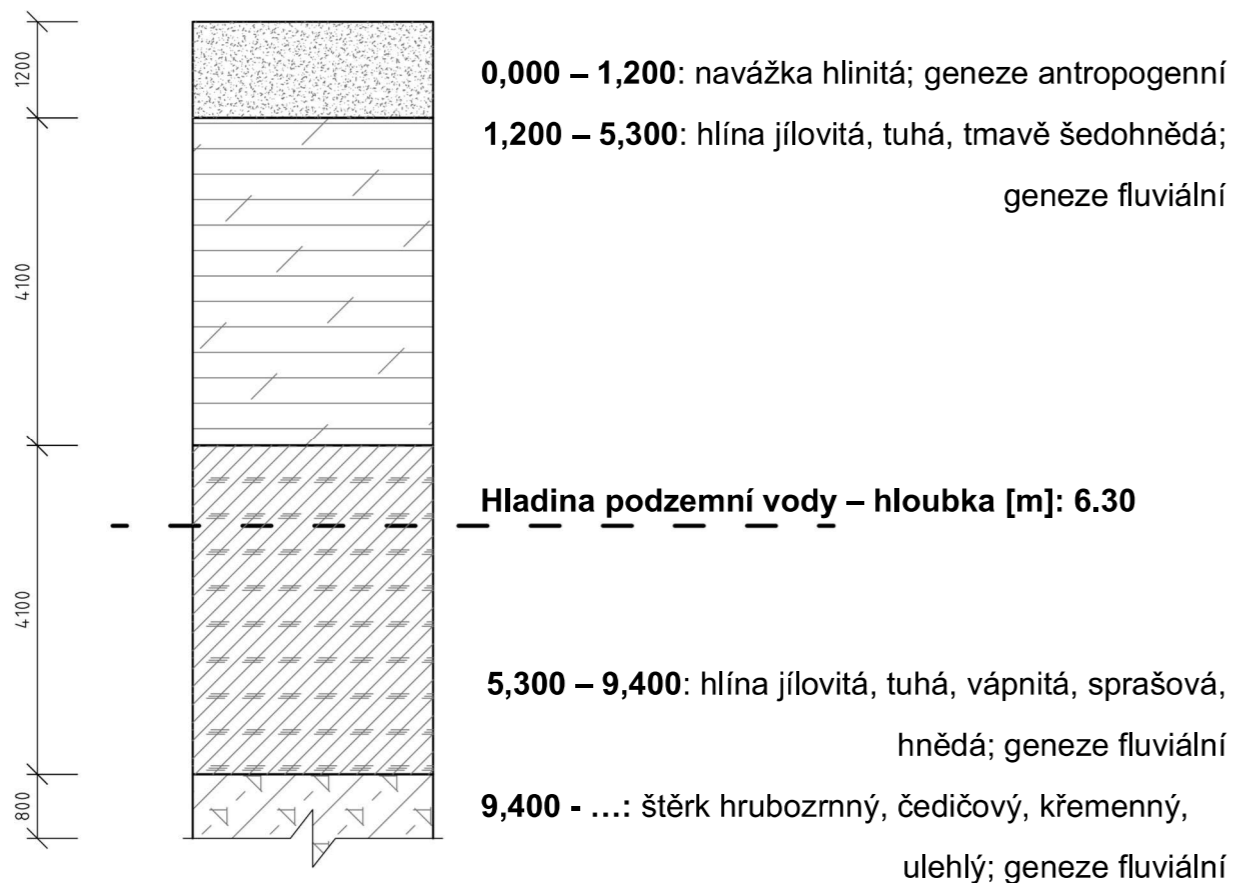 1200
0,000 – 1,200: navážka hlinitá; geneze antropogenní
1,200 – 5,300: hlína jílovitá, tuhá, tmavě šedohnědá;
geneze fluviální
4100
Hladina podzemní vody – hloubka [m]: 6.30
4100
5,300 – 9,400: hlína jílovitá, tuhá, vápnitá, sprašová,
hnědá; geneze fluviální
800
9,400 - ...: štěrk hrubozrnný, čedičový, křemenný,
ulehlý; geneze fluviální